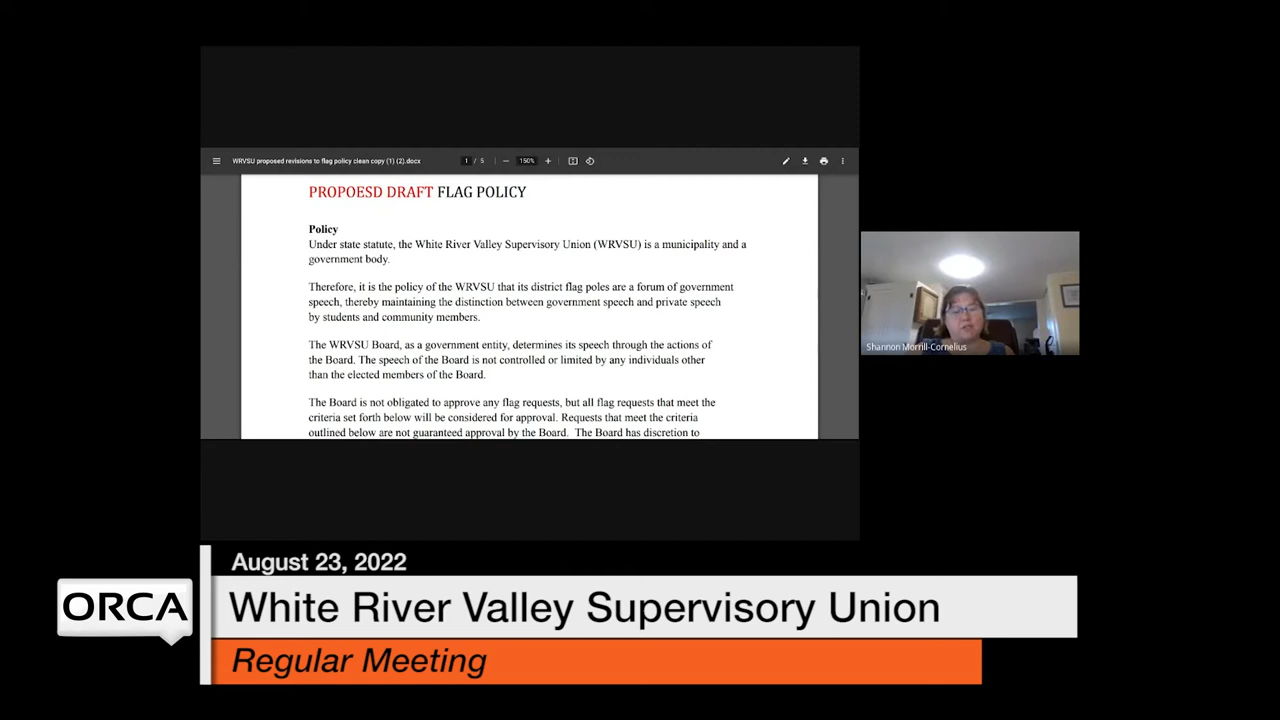 WRVSU proposed revisions to flag policy clean copy (1) (2).docx
1 / 5
150%
PROPOESD DRAFT FLAG POLICY
Policy
Under state statute, the White River Valley Supervisory Union (WRVSU) is a municipality and a
government body.
Therefore, it is the policy of the WRVSU that its district flag poles are a forum of government
speech, thereby maintaining the distinction between government speech and private speech
by students and community members.
The WRVSU Board, as a government entity, determines its speech through the actions of
the Board. The speech of the Board is not controlled or limited by any individuals other
than the elected members of the Board.
The Board is not obligated to approve any flag requests, but all flag requests that meet the
criteria set forth below will be considered for approval. Requests that meet the criteria
outlined below are not guaranteed approval by the Board. The Board has discretion to
Shannon Morrill-Cornelius
August 23, 2022
ORCA
White River Valley Supervisory Union
Regular Meeting